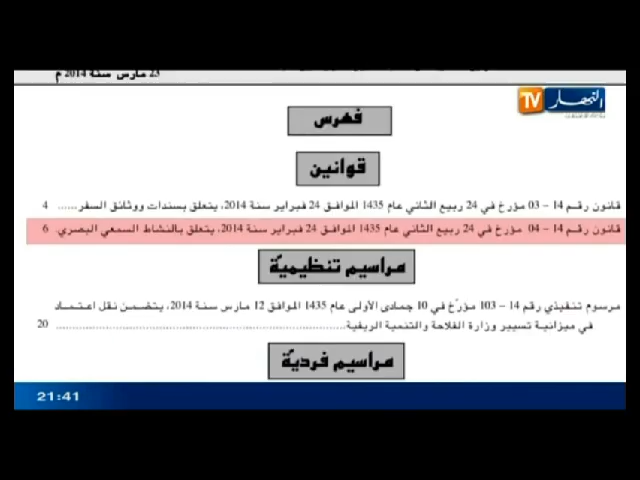 23 مارس سنة 2014 م
النهار TV
فهرس
قوانين
قانون رقم 14 – 03 مؤرخ في 24 ربيع الثاني عام 1435 الموافق 24 فبراير سنة 2014، يتعلق بسندات ووثائق السفر...... 4
قانون رقم 14 – 04 مؤرخ في 24 ربيع الثاني عام 1435 الموافق 24 فبراير سنة 2014، يتعلق بالنشاط السمعي البصري. 6
مراسيم تنظيميّة
مرسوم تنفيذي رقم 14 – 103 مؤرّخ في 10 جمادى الأولى عام 1435 الموافق 12 مارس سنة 2014، يتضمن نقل اعتماد
في ميزانية تسيير وزارة الفلاحة والتنمية الريفية............................................................ 20
مراسيم فرديّة
21:41